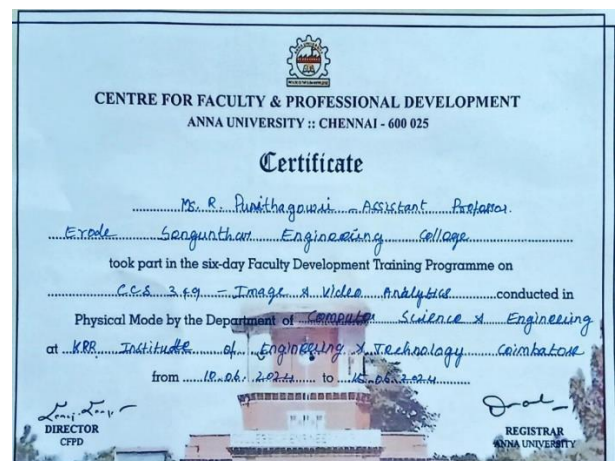 CENTRE FOR FACULTY & PROFESSIONAL DEVELOPMENT
ANNA UNIVERSITY :: CHENNAI - 600 025
Certificate
Ms. R. Punithagowri - Assistant Professor.
Erode Sengunthar Engineering College
took part in the six-day Faculty Development Training Programme on
CCS 349 - Image & Video Analytics conducted in
Physical Mode by the Department of Computer Science & Engineering
at KPR Institute of Engineering & Technology Coimbatore
from 10.06.2024 to 15.06.2024
DIRECTOR
CFPD
REGISTRAR
ANNA UNIVERSITY